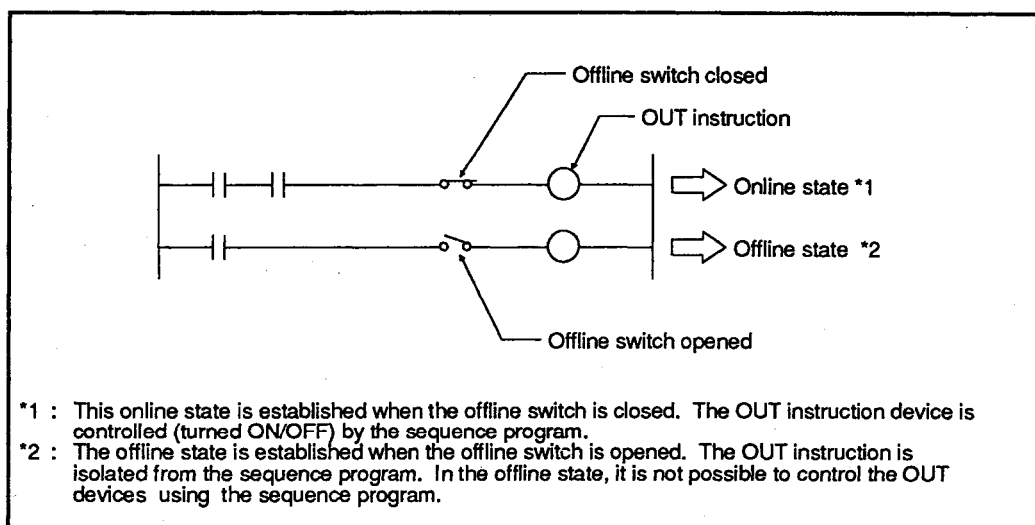 Offline switch closed
OUT instruction
Online state *1
Offline state *2
Offline switch opened
*1 : This online state is established when the offline switch is closed. The OUT instruction device is
controlled (turned ON/OFF) by the sequence program.
*2 : The offline state is established when the offline switch is opened. The OUT instruction is
isolated from the sequence program. In the offline state, it is not possible to control the OUT
devices using the sequence program.